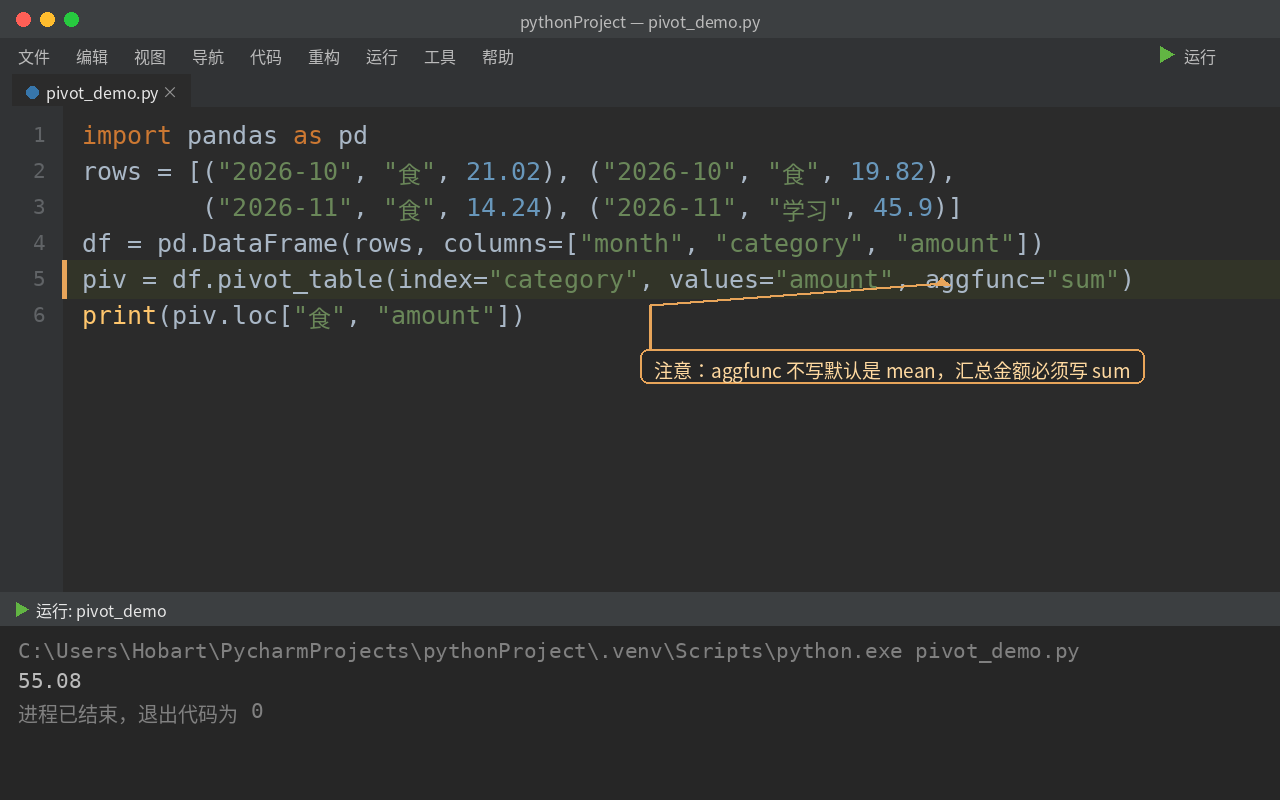 pythonProject — pivot_demo.py
文件 编辑 视图 导航 代码 重构 运行 工具 帮助 运行
pivot_demo.py ×
1 import pandas as pd
2 rows = [("2026-10", "食", 21.02), ("2026-10", "食", 19.82),
3         ("2026-11", "食", 14.24), ("2026-11", "学习", 45.9)]
4 df = pd.DataFrame(rows, columns=["month", "category", "amount"])
5 piv = df.pivot_table(index="category", values="amount", aggfunc="sum")
6 print(piv.loc["食", "amount"])
注意：aggfunc 不写默认是 mean，汇总金额必须写 sum
运行: pivot_demo
C:\Users\Hobart\PycharmProjects\pythonProject\.venv\Scripts\python.exe pivot_demo.py
55.08
进程已结束，退出代码为 0